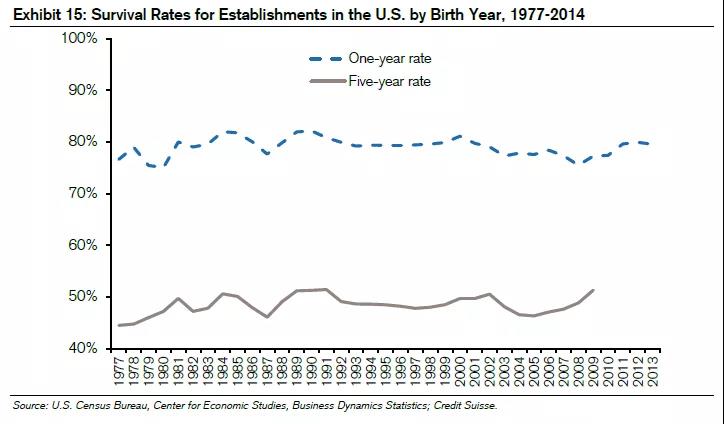 Exhibit 15: Survival Rates for Establishments in the U.S. by Birth Year, 1977-2014
100%
90%
80%
70%
60%
50%
40%
One-year rate
Five-year rate
1977 1978 1979 1980 1981 1982 1983 1984 1985 1986 1987 1988 1989 1990 1991 1992 1993 1994 1995 1996 1997 1998 1999 2000 2001 2002 2003 2004 2005 2006 2007 2008 2009 2010 2011 2012 2013
Source: U.S. Census Bureau, Center for Economic Studies, Business Dynamics Statistics; Credit Suisse.